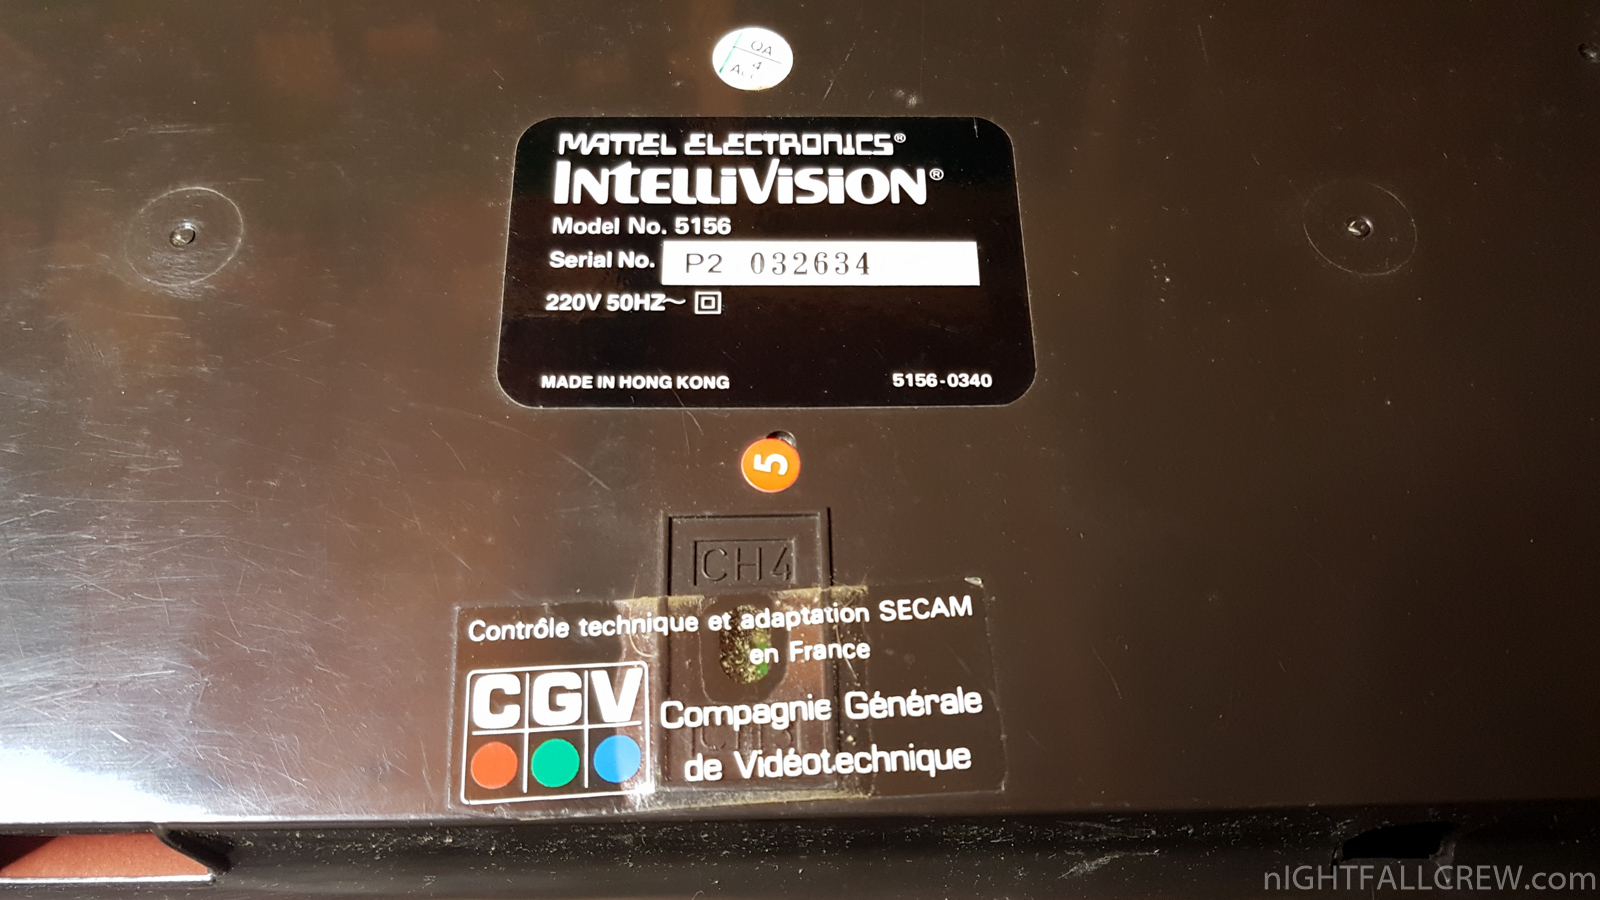 QA
4
MATTEL ELECTRONICS®
INTELLIVISION®
Model No. 5156
Serial No. P2 032634
220V 50HZ~
MADE IN HONG KONG 5156-0340
5
CH4
Contrôle technique et adaptation SECAM
en France
CGV Compagnie Générale
de Vidéotechnique
nIGHTFALLCREW.com